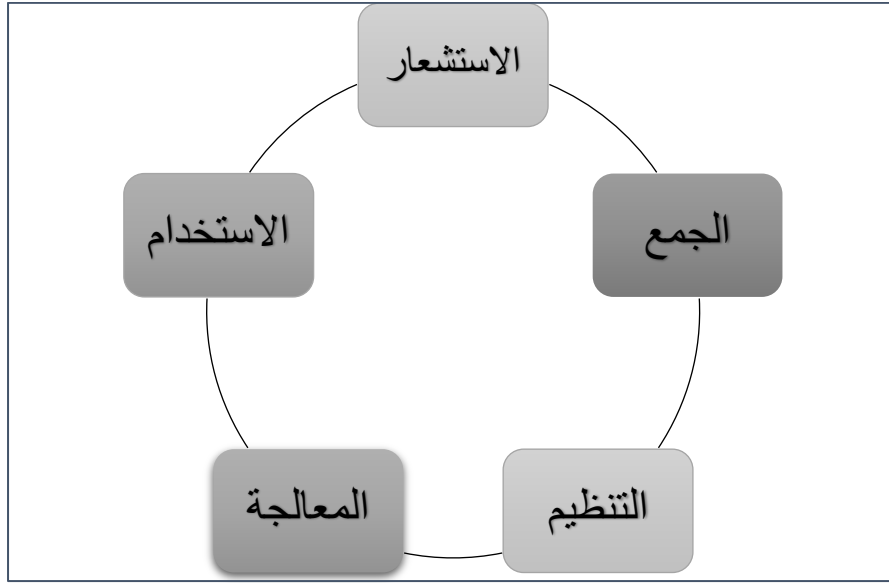 الاستشعار
الجمع
التنظيم
المعالجة
الاستخدام